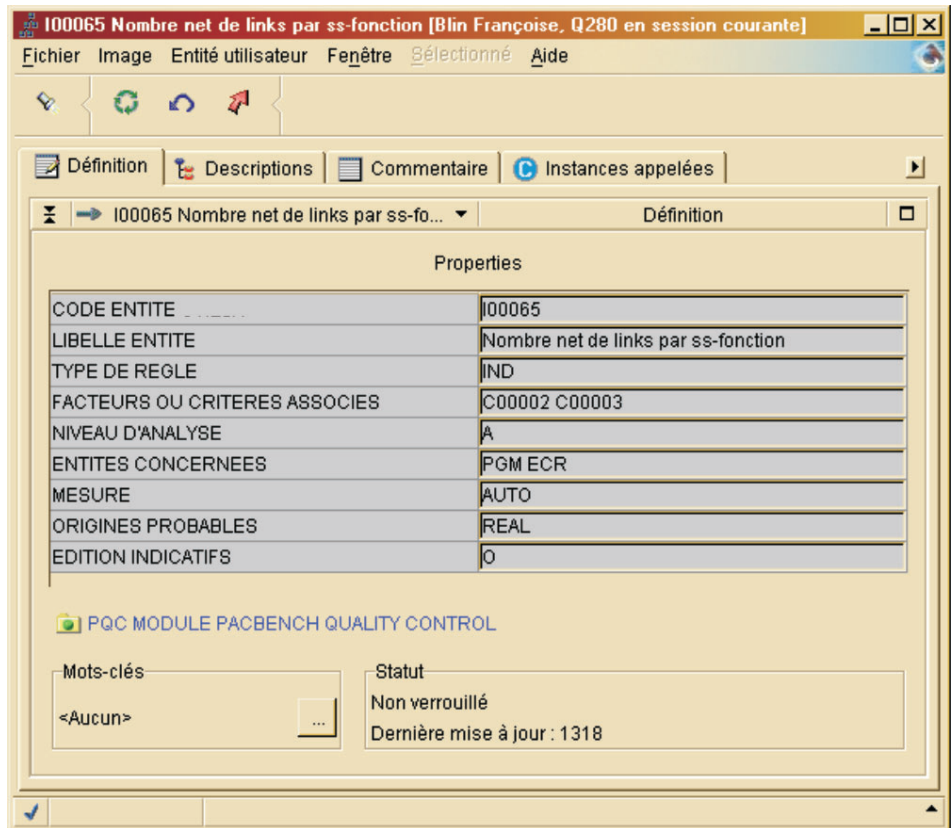 I00065 Nombre net de links par ss-fonction [Blin Françoise, Q280 en session courante]
Fichier Image Entité utilisateur Fenêtre Sélectionné Aide
Définition Descriptions Commentaire C Instances appelées
I00065 Nombre net de links par ss-fo... Définition
Properties
CODE ENTITE I00065
LIBELLE ENTITE Nombre net de links par ss-fonction
TYPE DE REGLE IND
FACTEURS OU CRITERES ASSOCIES C00002 C00003
NIVEAU D'ANALYSE A
ENTITES CONCERNEES PGM ECR
MESURE AUTO
ORIGINES PROBABLES REAL
EDITION INDICATIFS O
PQC MODULE PACBENCH QUALITY CONTROL
Mots-clés Statut
Non verrouillé
<Aucun> ...
Dernière mise à jour : 1318